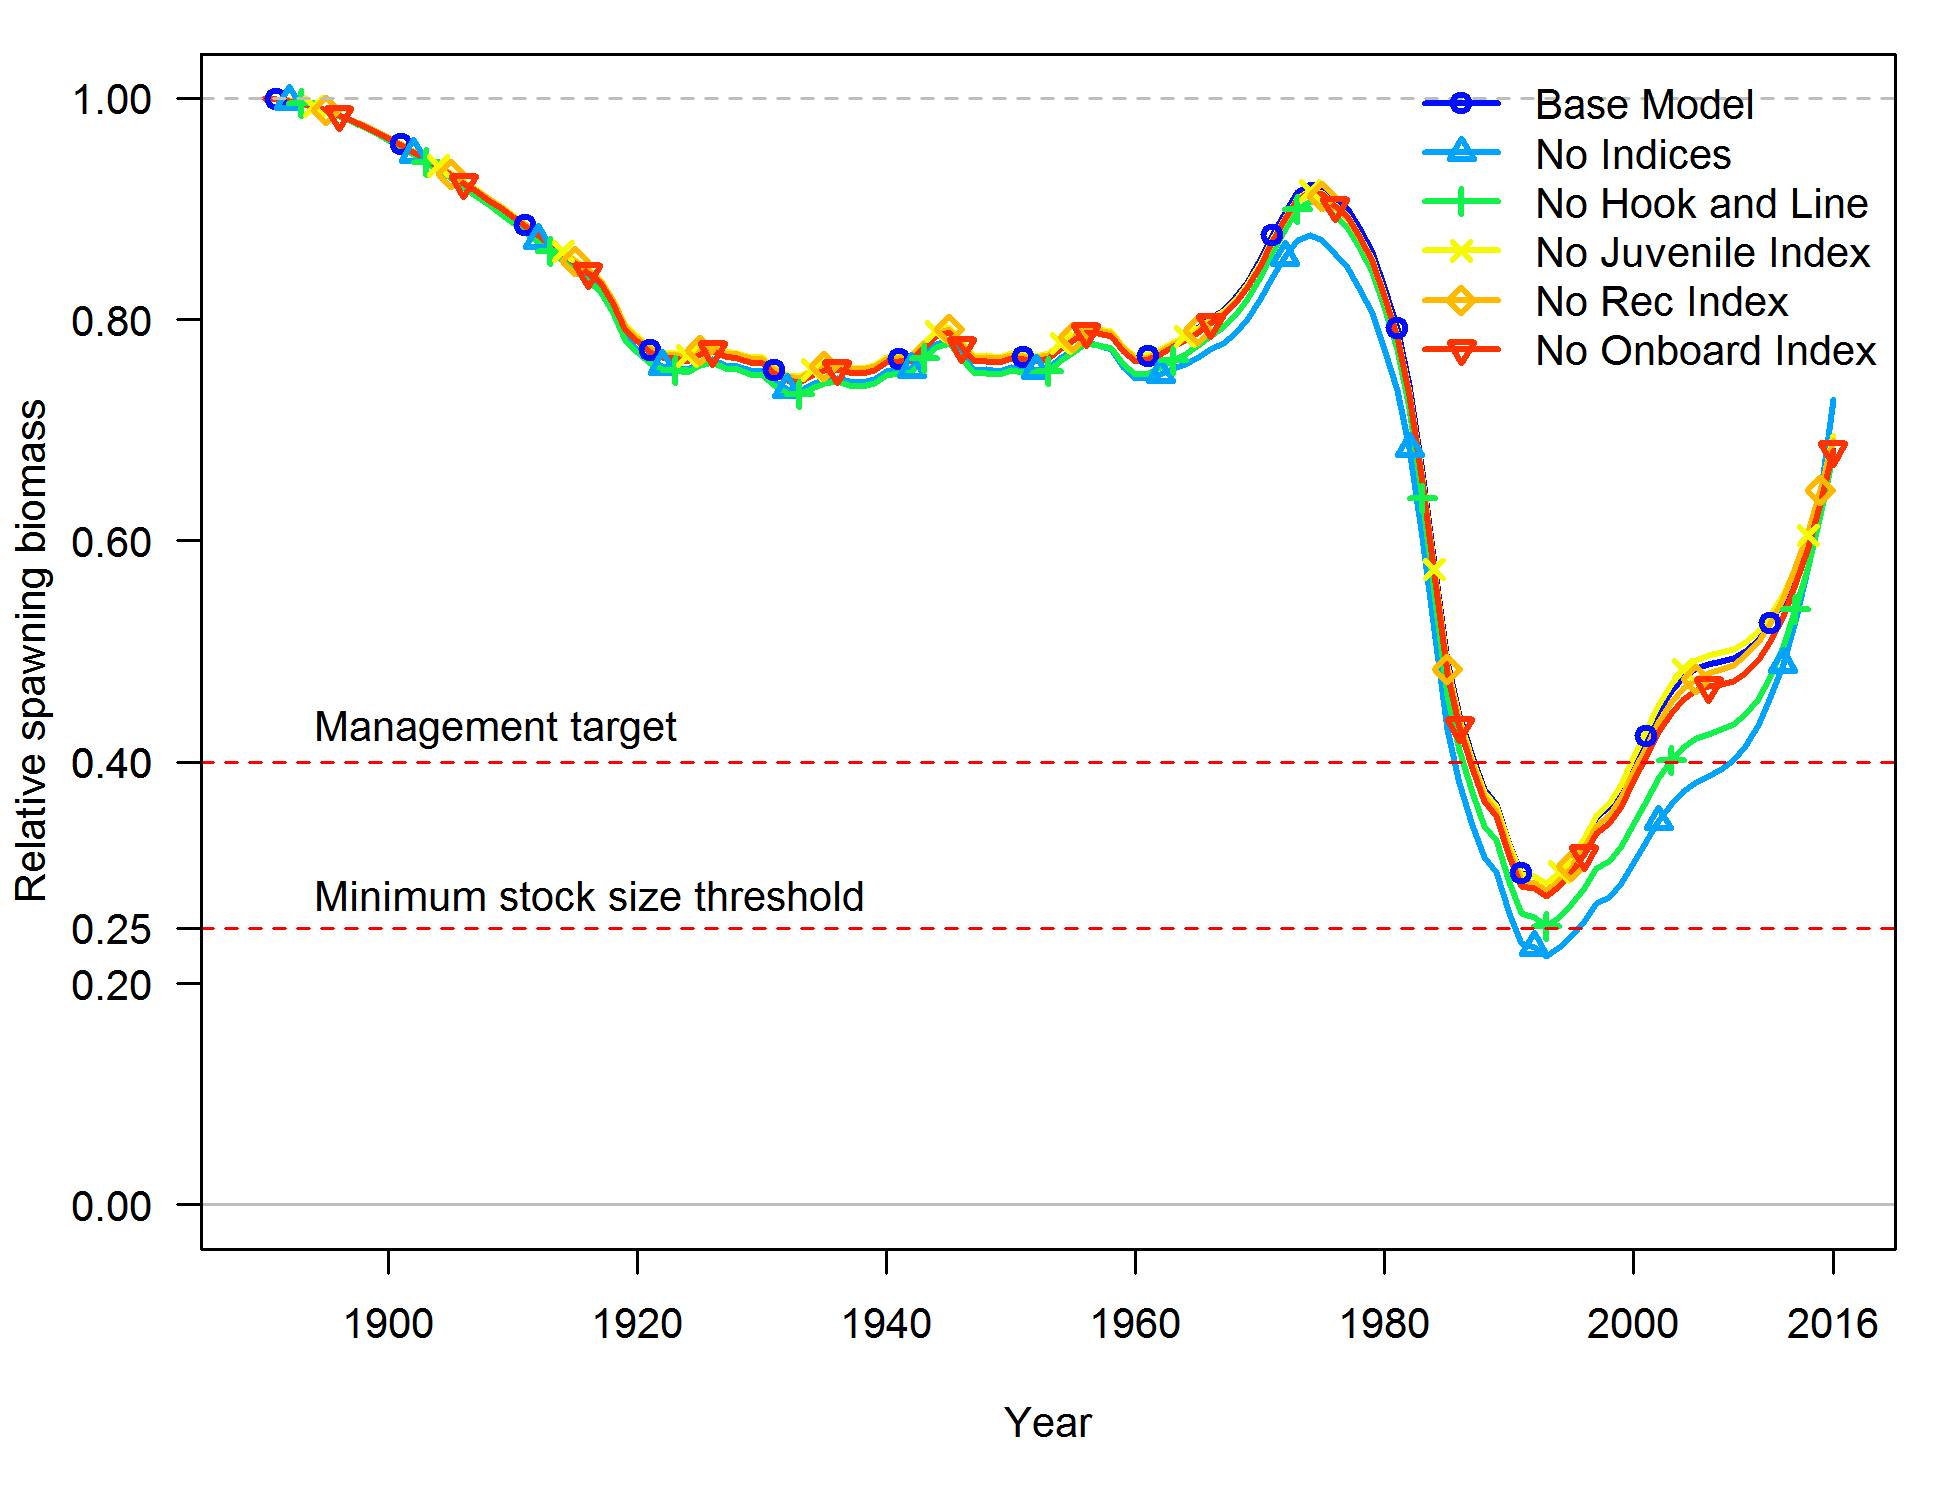 1.00
0.80
0.60
0.40
0.25
0.20
0.00
Relative spawning biomass
Base Model
No Indices
No Hook and Line
No Juvenile Index
No Rec Index
No Onboard Index
Management target
Minimum stock size threshold
1900 1920 1940 1960 1980 2000 2016
Year